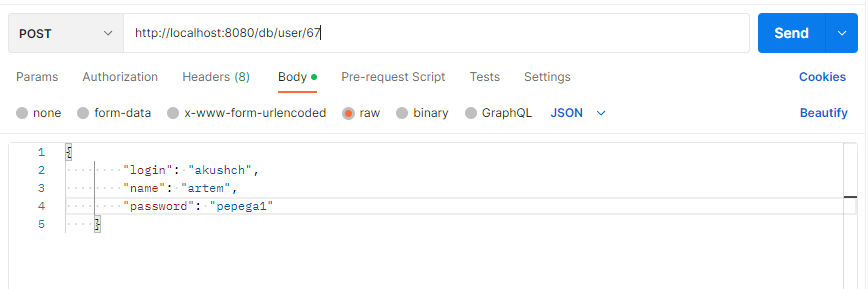 POST http://localhost:8080/db/user/67 Send
Params Authorization Headers (8) Body Pre-request Script Tests Settings Cookies
none form-data x-www-form-urlencoded raw binary GraphQL JSON Beautify
1 {
2 "login": "akushch",
3 "name": "artem",
4 "password": "pepega1"
5 }